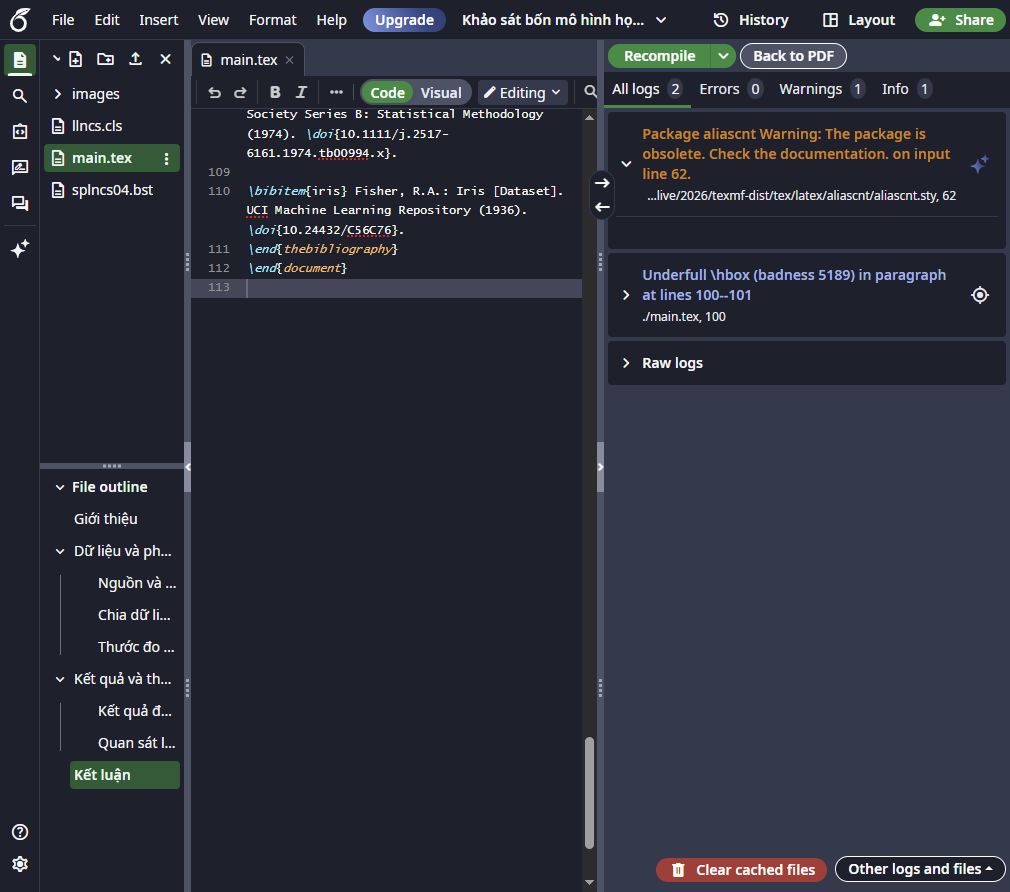 File Edit Insert View Format Help Upgrade Khảo sát bốn mô hình họ... History Layout Share
main.tex
Recompile Back to PDF
images
llncs.cls
main.tex
splncs04.bst
Code Visual Editing
All logs 2 Errors 0 Warnings 1 Info 1
Society Series B: Statistical Methodology
(1974). \doi{10.1111/j.2517-
6161.1974.tb00994.x}.
109
110 \bibitem{iris} Fisher, R.A.: Iris [Dataset].
UCI Machine Learning Repository (1936).
\doi{10.24432/C56C76}.
111 \end{thebibliography}
112 \end{document}
113
Package aliascnt Warning: The package is
obsolete. Check the documentation. on input
line 62.
...live/2026/texmf-dist/tex/latex/aliascnt/aliascnt.sty, 62
Underfull \hbox (badness 5189) in paragraph
at lines 100--101
./main.tex, 100
Raw logs
File outline
Giới thiệu
Dữ liệu và ph...
Nguồn và ...
Chia dữ li...
Thước đo ...
Kết quả và th...
Kết quả đ...
Quan sát l...
Kết luận
Clear cached files Other logs and files